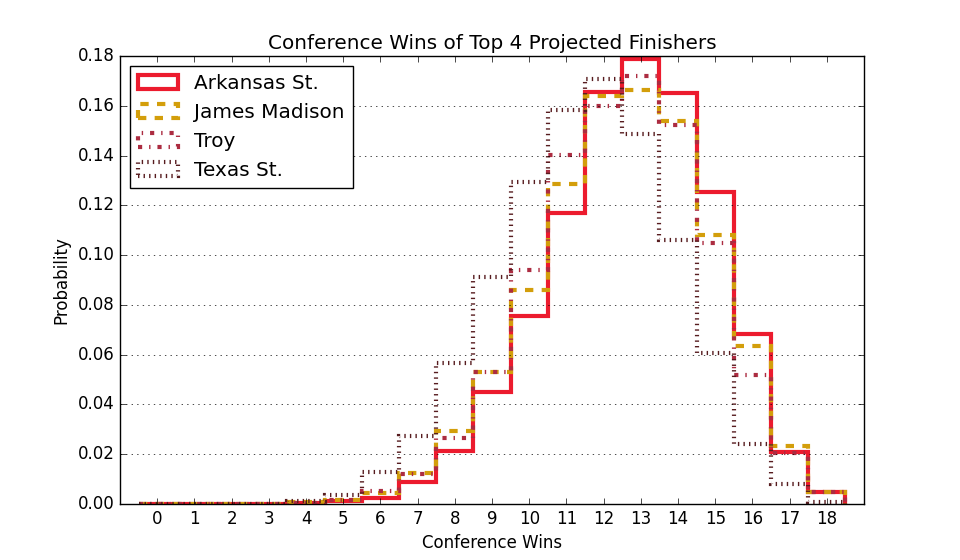 Conference Wins of Top 4 Projected Finishers
0.18
0.16
0.14
0.12
0.10
0.08
0.06
0.04
0.02
0.00
Probability
Arkansas St.
James Madison
Troy
Texas St.
0 1 2 3 4 5 6 7 8 9 10 11 12 13 14 15 16 17 18
Conference Wins